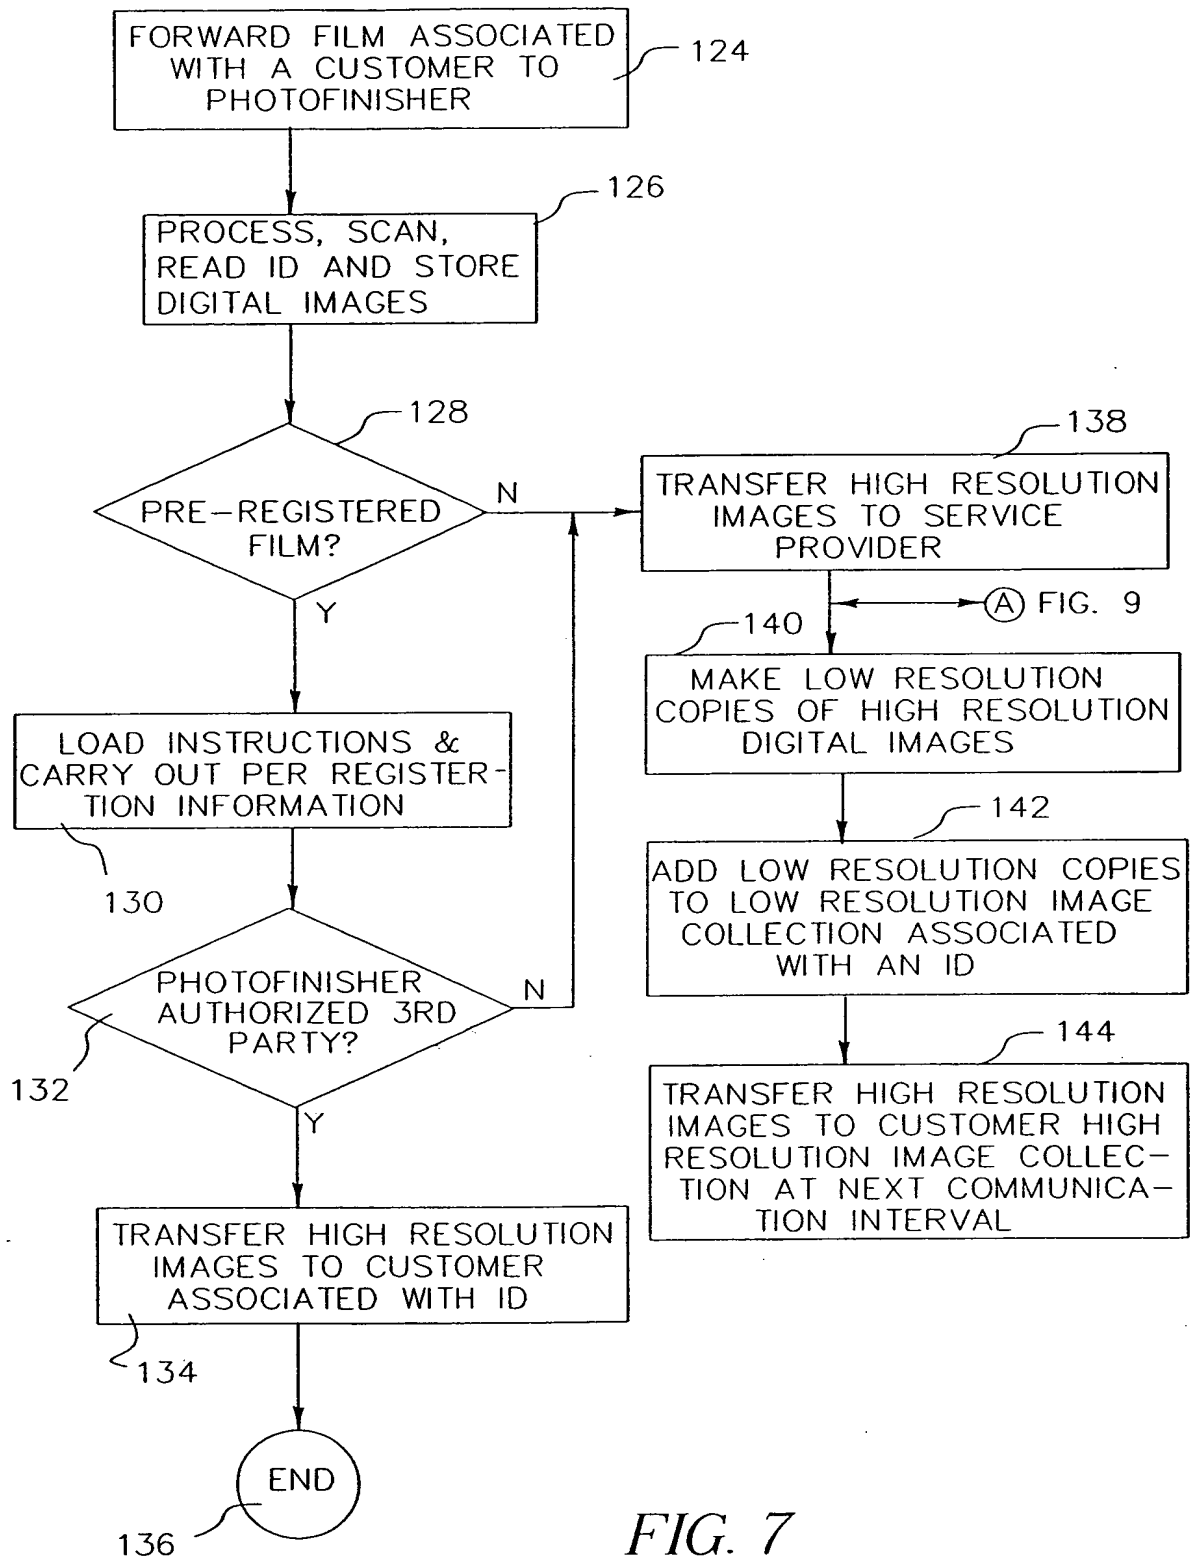 FORWARD FILM ASSOCIATED
WITH A CUSTOMER TO
PHOTOFINISHER
124
126
PROCESS, SCAN,
READ ID AND STORE
DIGITAL IMAGES
128
PRE-REGISTERED
FILM?
N
Y
LOAD INSTRUCTIONS &
CARRY OUT PER REGISTER-
TION INFORMATION
130
PHOTOFINISHER
AUTHORIZED 3RD
PARTY?
N
132
Y
TRANSFER HIGH RESOLUTION
IMAGES TO CUSTOMER
ASSOCIATED WITH ID
134
END
136
138
TRANSFER HIGH RESOLUTION
IMAGES TO SERVICE
PROVIDER
A FIG. 9
140
MAKE LOW RESOLUTION
COPIES OF HIGH RESOLUTION
DIGITAL IMAGES
142
ADD LOW RESOLUTION COPIES
TO LOW RESOLUTION IMAGE
COLLECTION ASSOCIATED
WITH AN ID
144
TRANSFER HIGH RESOLUTION
IMAGES TO CUSTOMER HIGH
RESOLUTION IMAGE COLLEC-
TION AT NEXT COMMUNICA-
TION INTERVAL
FIG. 7